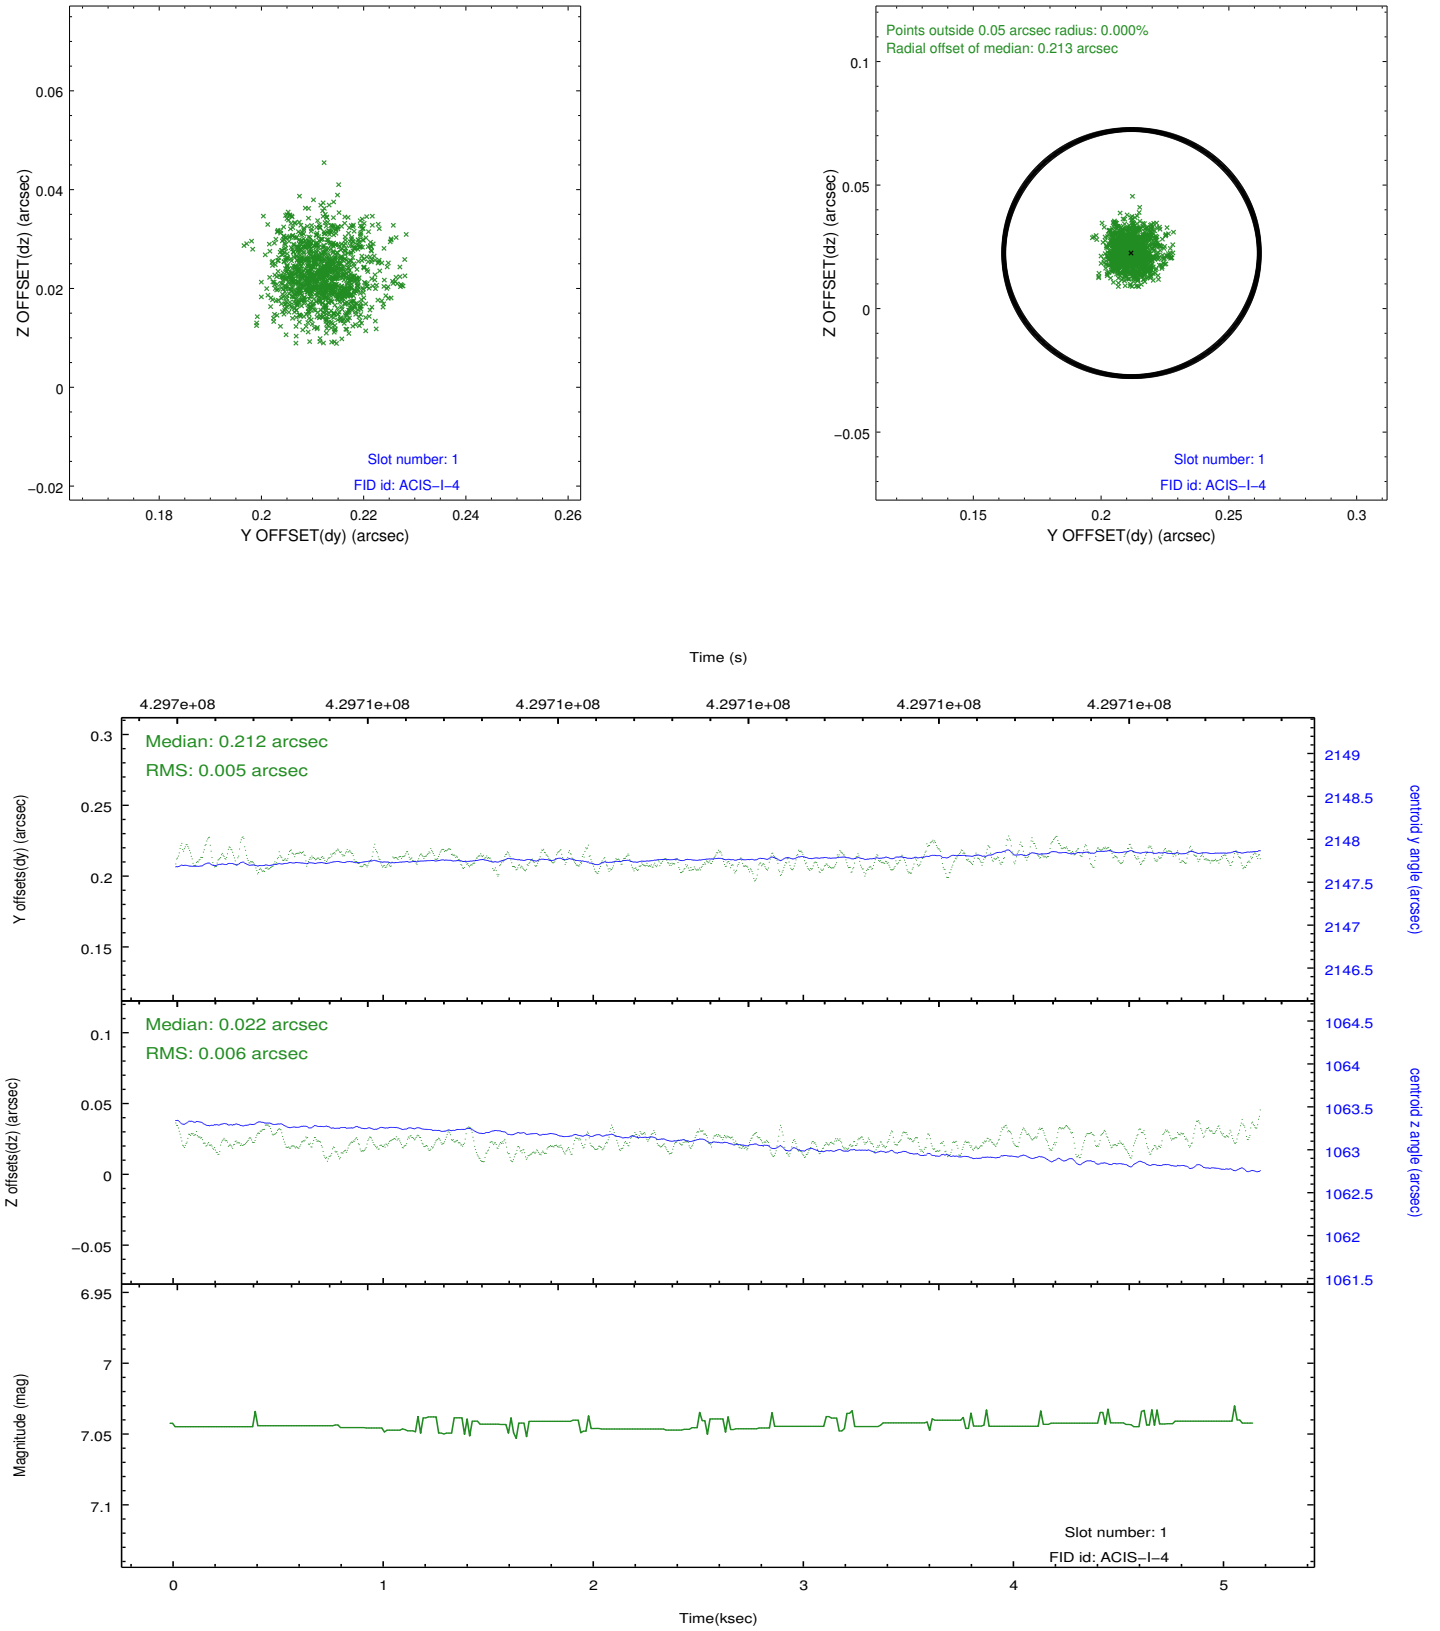 0.06
0.04
0.02
0
−0.02
Z OFFSET(dz) (arcsec)
Slot number: 1
FID id: ACIS−I−4
0.18
0.2
0.22
0.24
0.26
Y OFFSET(dy) (arcsec)
Points outside 0.05 arcsec radius: 0.000%
Radial offset of median: 0.213 arcsec
0.1
0.05
0
−0.05
Z OFFSET(dz) (arcsec)
Slot number: 1
FID id: ACIS−I−4
0.15
0.2
0.25
0.3
Y OFFSET(dy) (arcsec)
Time (s)
4.297e+08
4.2971e+08
4.2971e+08
4.2971e+08
4.2971e+08
4.2971e+08
Median: 0.212 arcsec
RMS: 0.005 arcsec
0.3
0.25
0.2
0.15
Y offsets(dy) (arcsec)
2149
2148.5
2148
2147.5
2147
2146.5
centroid y angle (arcsec)
Median: 0.022 arcsec
RMS: 0.006 arcsec
0.1
0.05
0
−0.05
Z offsets(dz) (arcsec)
1064.5
1064
1063.5
1063
1062.5
1062
1061.5
centroid z angle (arcsec)
6.95
7
7.05
7.1
Magnitude (mag)
Slot number: 1
FID id: ACIS−I−4
0
1
2
3
4
5
Time(ksec)